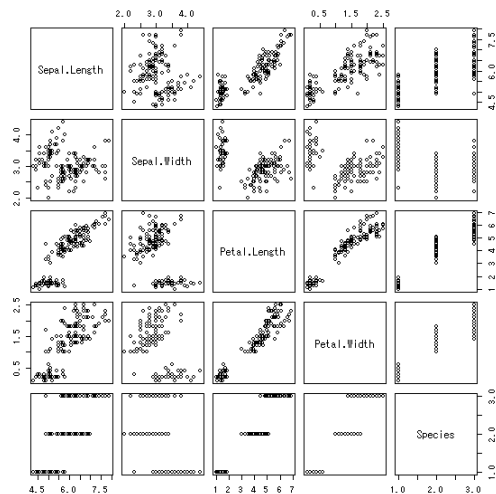 2.0 3.0 4.0
0.5 1.5 2.5
Sepal.Length
4.5 6.0 7.5
2.0 3.0 4.0
Sepal.Width
Petal.Length
1 2 3 4 5 6 7
0.5 1.5 2.5
Petal.Width
Species
1.0 2.0 3.0
4.5 6.0 7.5
1 2 3 4 5 6 7
1.0 2.0 3.0